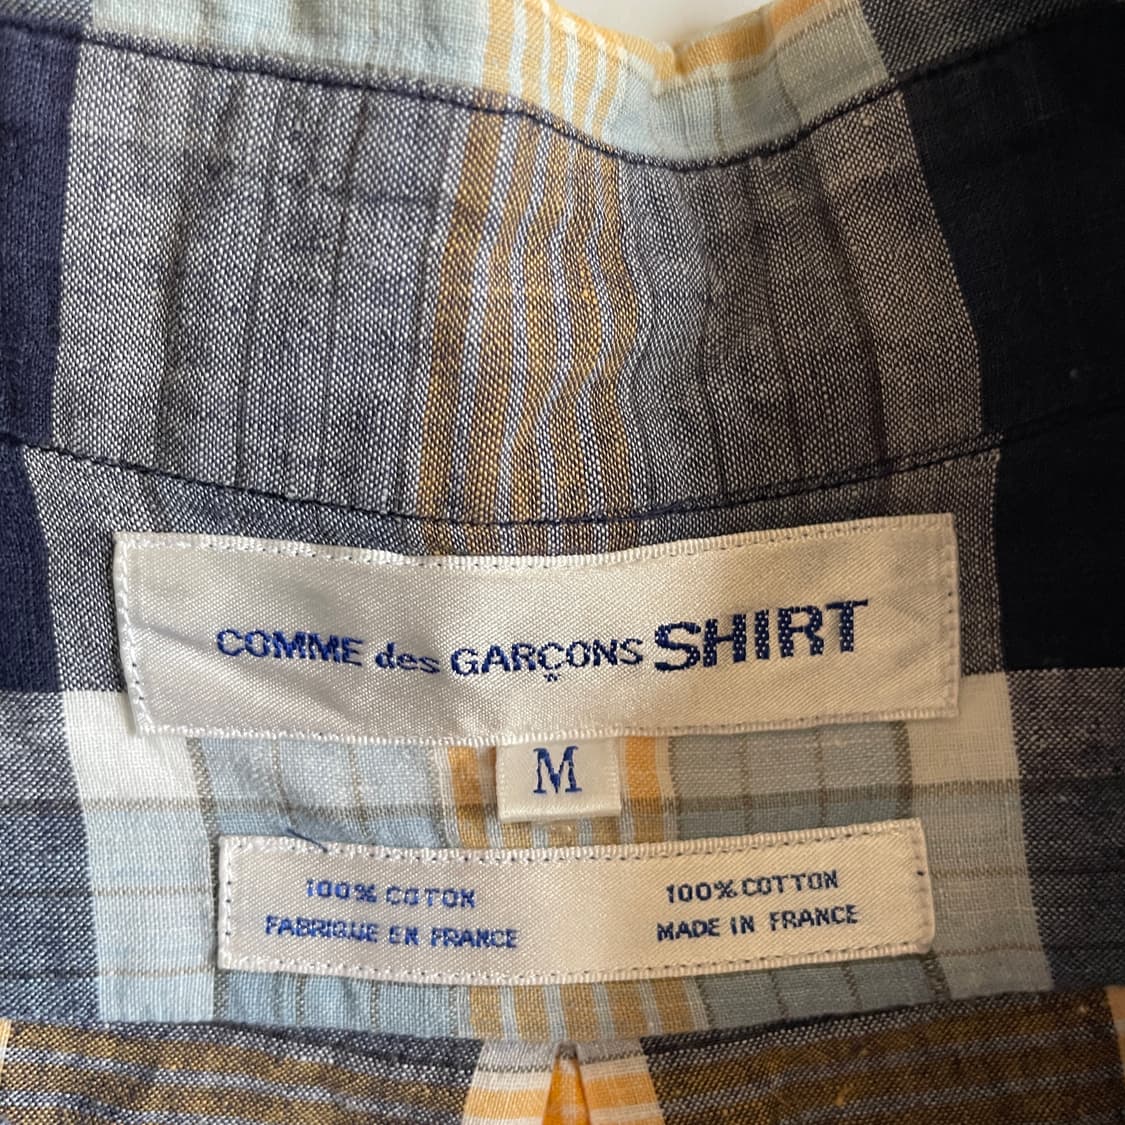 COMME des GARÇONS SHIRT
M
100% COTON
FABRIQUE EN FRANCE
100% COTTON
MADE IN FRANCE